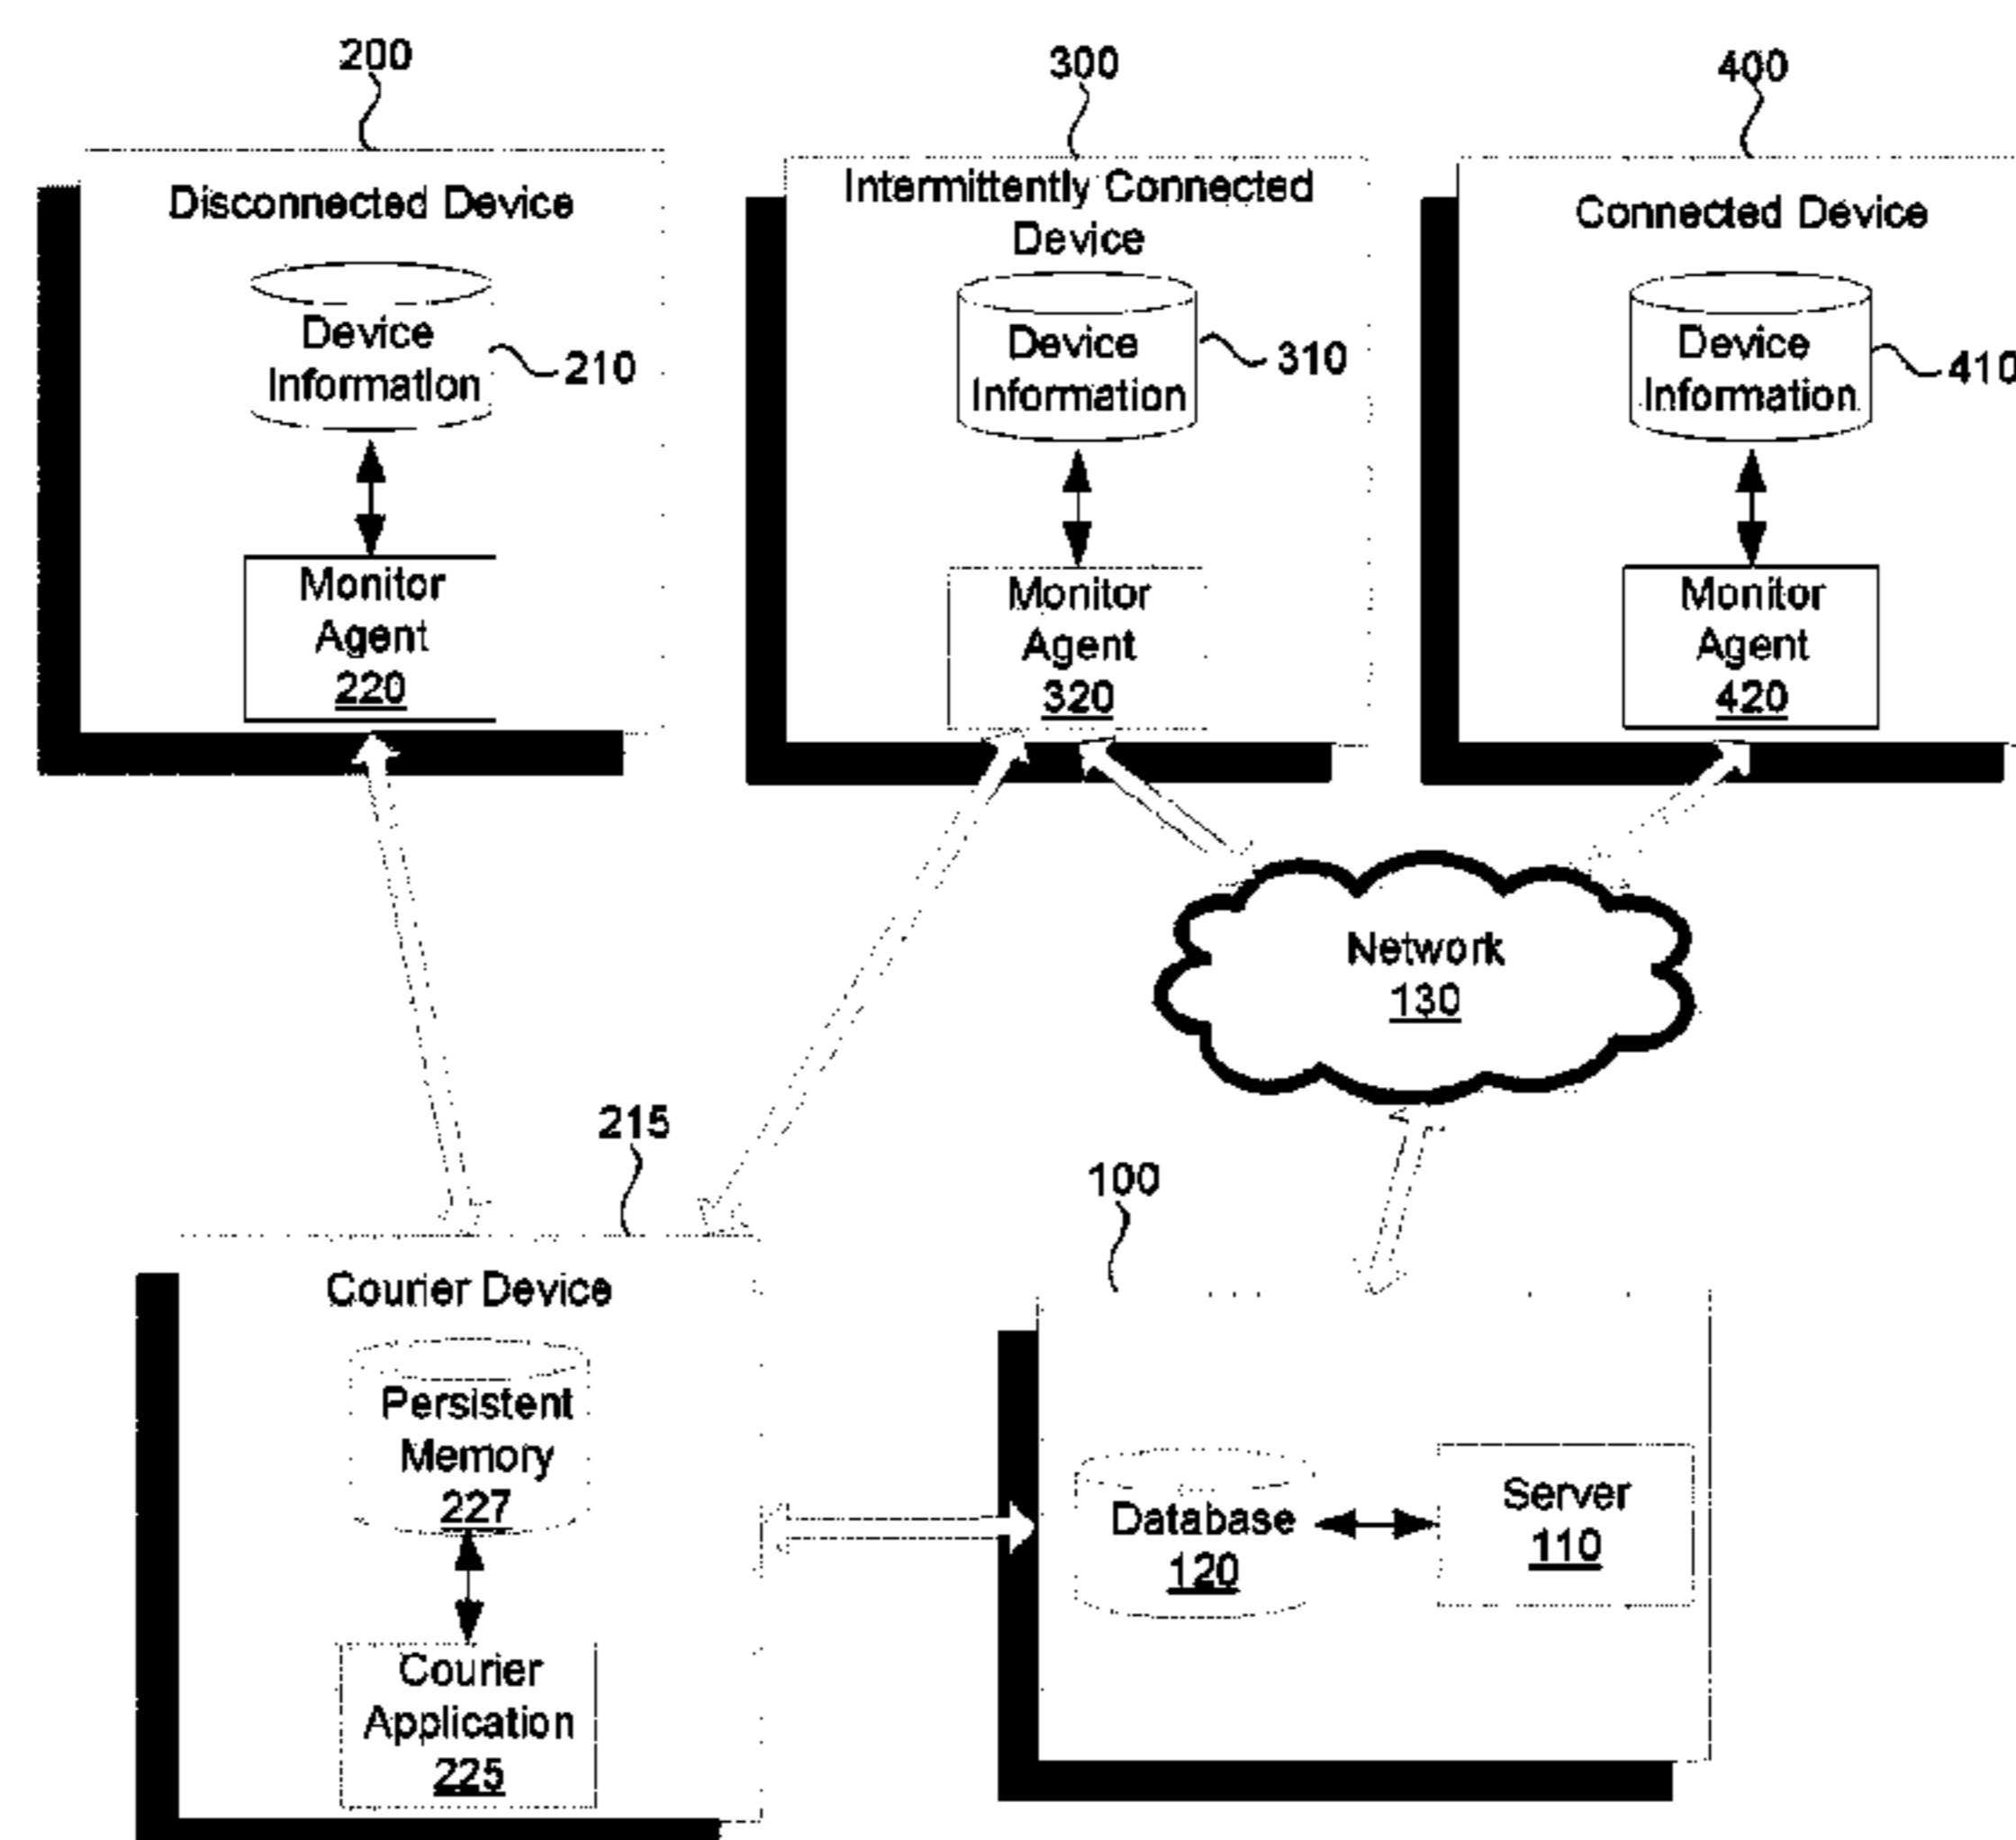 200
300
400
Disconnected Device
Intermittently Connected
Device
Connected Device
Device
Information
210
Device
Information
310
Device
Information
410
Monitor
Agent
220
Monitor
Agent
320
Monitor
Agent
420
Network
130
215
100
Courier Device
Persistent
Memory
227
Database
120
Server
110
Courier
Application
225